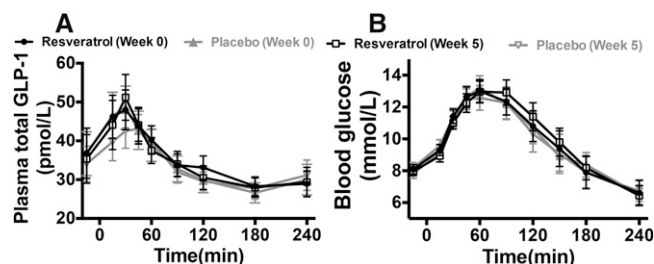 A B
Resveratrol (Week 0) Placebo (Week 0) Resveratrol (Week 5) Placebo (Week 5)
Plasma total GLP-1
(pmol/L)
60
50
40
30
20
0 60 120 180 240
Time(min)
Blood glucose
(mmol/L)
14
12
10
8
6
0 60 120 180 240
Time(min)